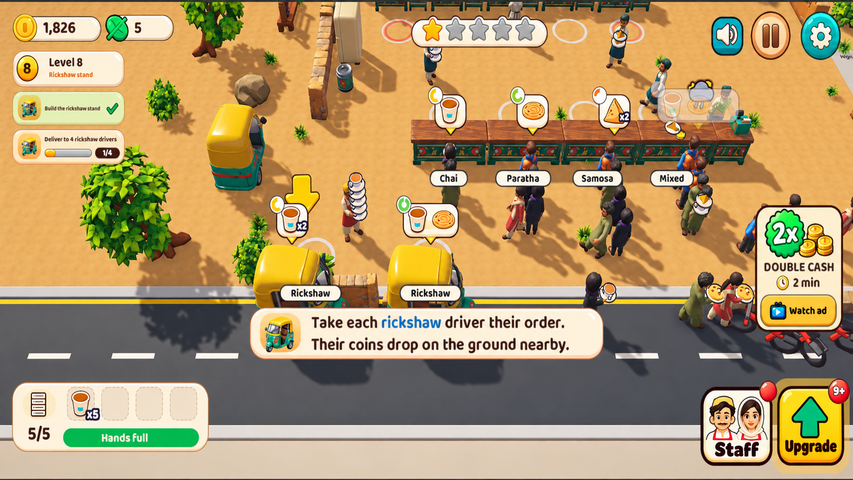 1,826
5
8
Level 8
Rickshaw stand
Build the rickshaw stand
Deliver to 4 rickshaw drivers
1/4
x2
Chai
Paratha
Samosa
Mixed
x2
Rickshaw
Rickshaw
Take each rickshaw driver their order.
Their coins drop on the ground nearby.
2x
DOUBLE CASH
2 min
Watch ad
x5
5/5
Hands full
Staff
9+
Upgrade